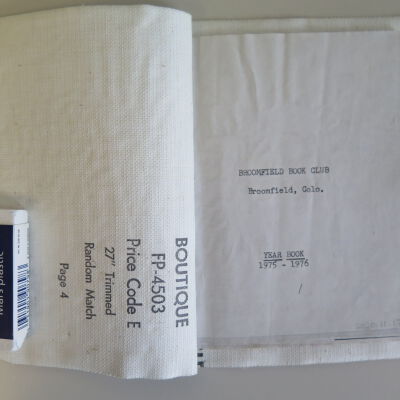 BOUTIQUE
FP-4503
Price Code E
27" Trimmed
Random Match
Page 4
BROOMFIELD BOOK CLUB
Broomfield, Colo.
YEAR BOOK
1975 - 1976
/